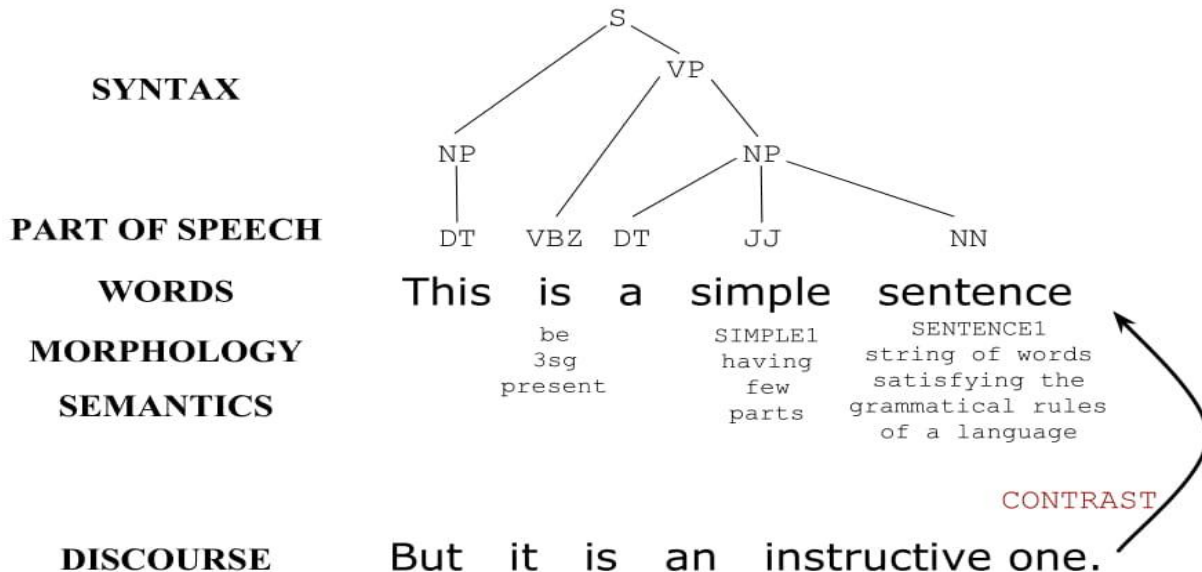 S
VP
SYNTAX
NP NP
PART OF SPEECH DT VBZ DT JJ NN
WORDS This is a simple sentence
be SIMPLE1 SENTENCE1
MORPHOLOGY 3sg having string of words
present few satisfying the
SEMANTICS parts grammatical rules
of a language
CONTRAST
DISCOURSE But it is an instructive one.